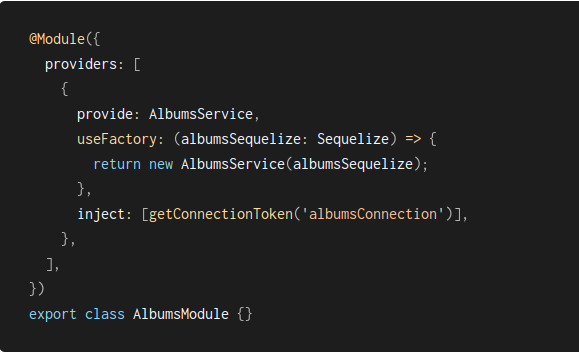 @Module({
  providers: [
    {
      provide: AlbumsService,
      useFactory: (albumsSequelize: Sequelize) => {
        return new AlbumsService(albumsSequelize);
      },
      inject: [getConnectionToken('albumsConnection')],
    },
  ],
})
export class AlbumsModule {}